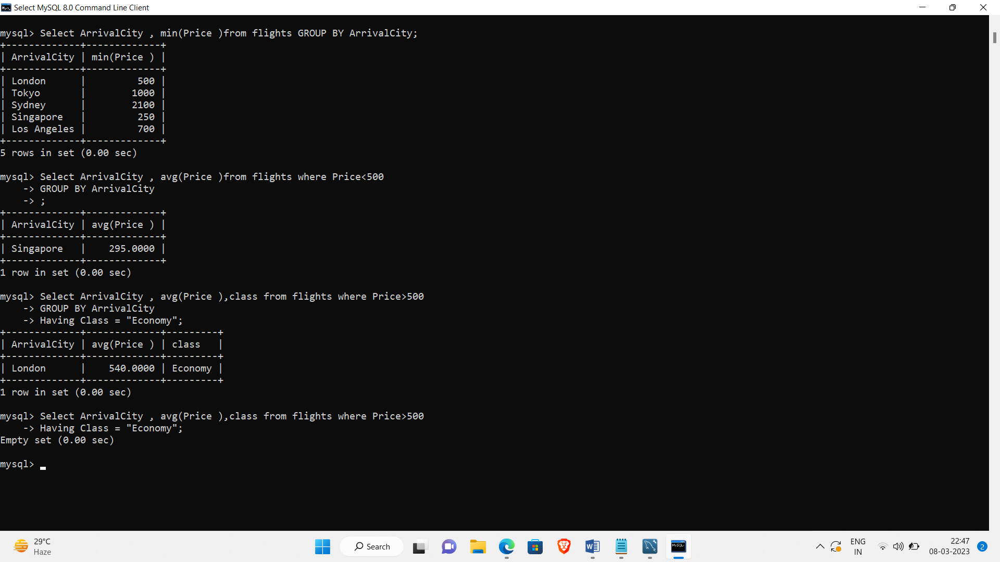 Select MySQL 8.0 Command Line Client
mysql> Select ArrivalCity , min(Price )from flights GROUP BY ArrivalCity;
+-------------+-------------+
| ArrivalCity | min(Price ) |
+-------------+-------------+
| London      |         500 |
| Tokyo       |        1000 |
| Sydney      |        2100 |
| Singapore   |         250 |
| Los Angeles |         700 |
+-------------+-------------+
5 rows in set (0.00 sec)
mysql> Select ArrivalCity , avg(Price )from flights where Price<500
    -> GROUP BY ArrivalCity
    -> ;
+-------------+-------------+
| ArrivalCity | avg(Price ) |
+-------------+-------------+
| Singapore   |    295.0000 |
+-------------+-------------+
1 row in set (0.00 sec)
mysql> Select ArrivalCity , avg(Price ),class from flights where Price>500
    -> GROUP BY ArrivalCity
    -> Having Class = "Economy";
+-------------+-------------+---------+
| ArrivalCity | avg(Price ) | class   |
+-------------+-------------+---------+
| London      |    540.0000 | Economy |
+-------------+-------------+---------+
1 row in set (0.00 sec)
mysql> Select ArrivalCity , avg(Price ),class from flights where Price>500
    -> Having Class = "Economy";
Empty set (0.00 sec)
mysql>
29°C
Haze
Search
ENG
IN
22:47
08-03-2023
2